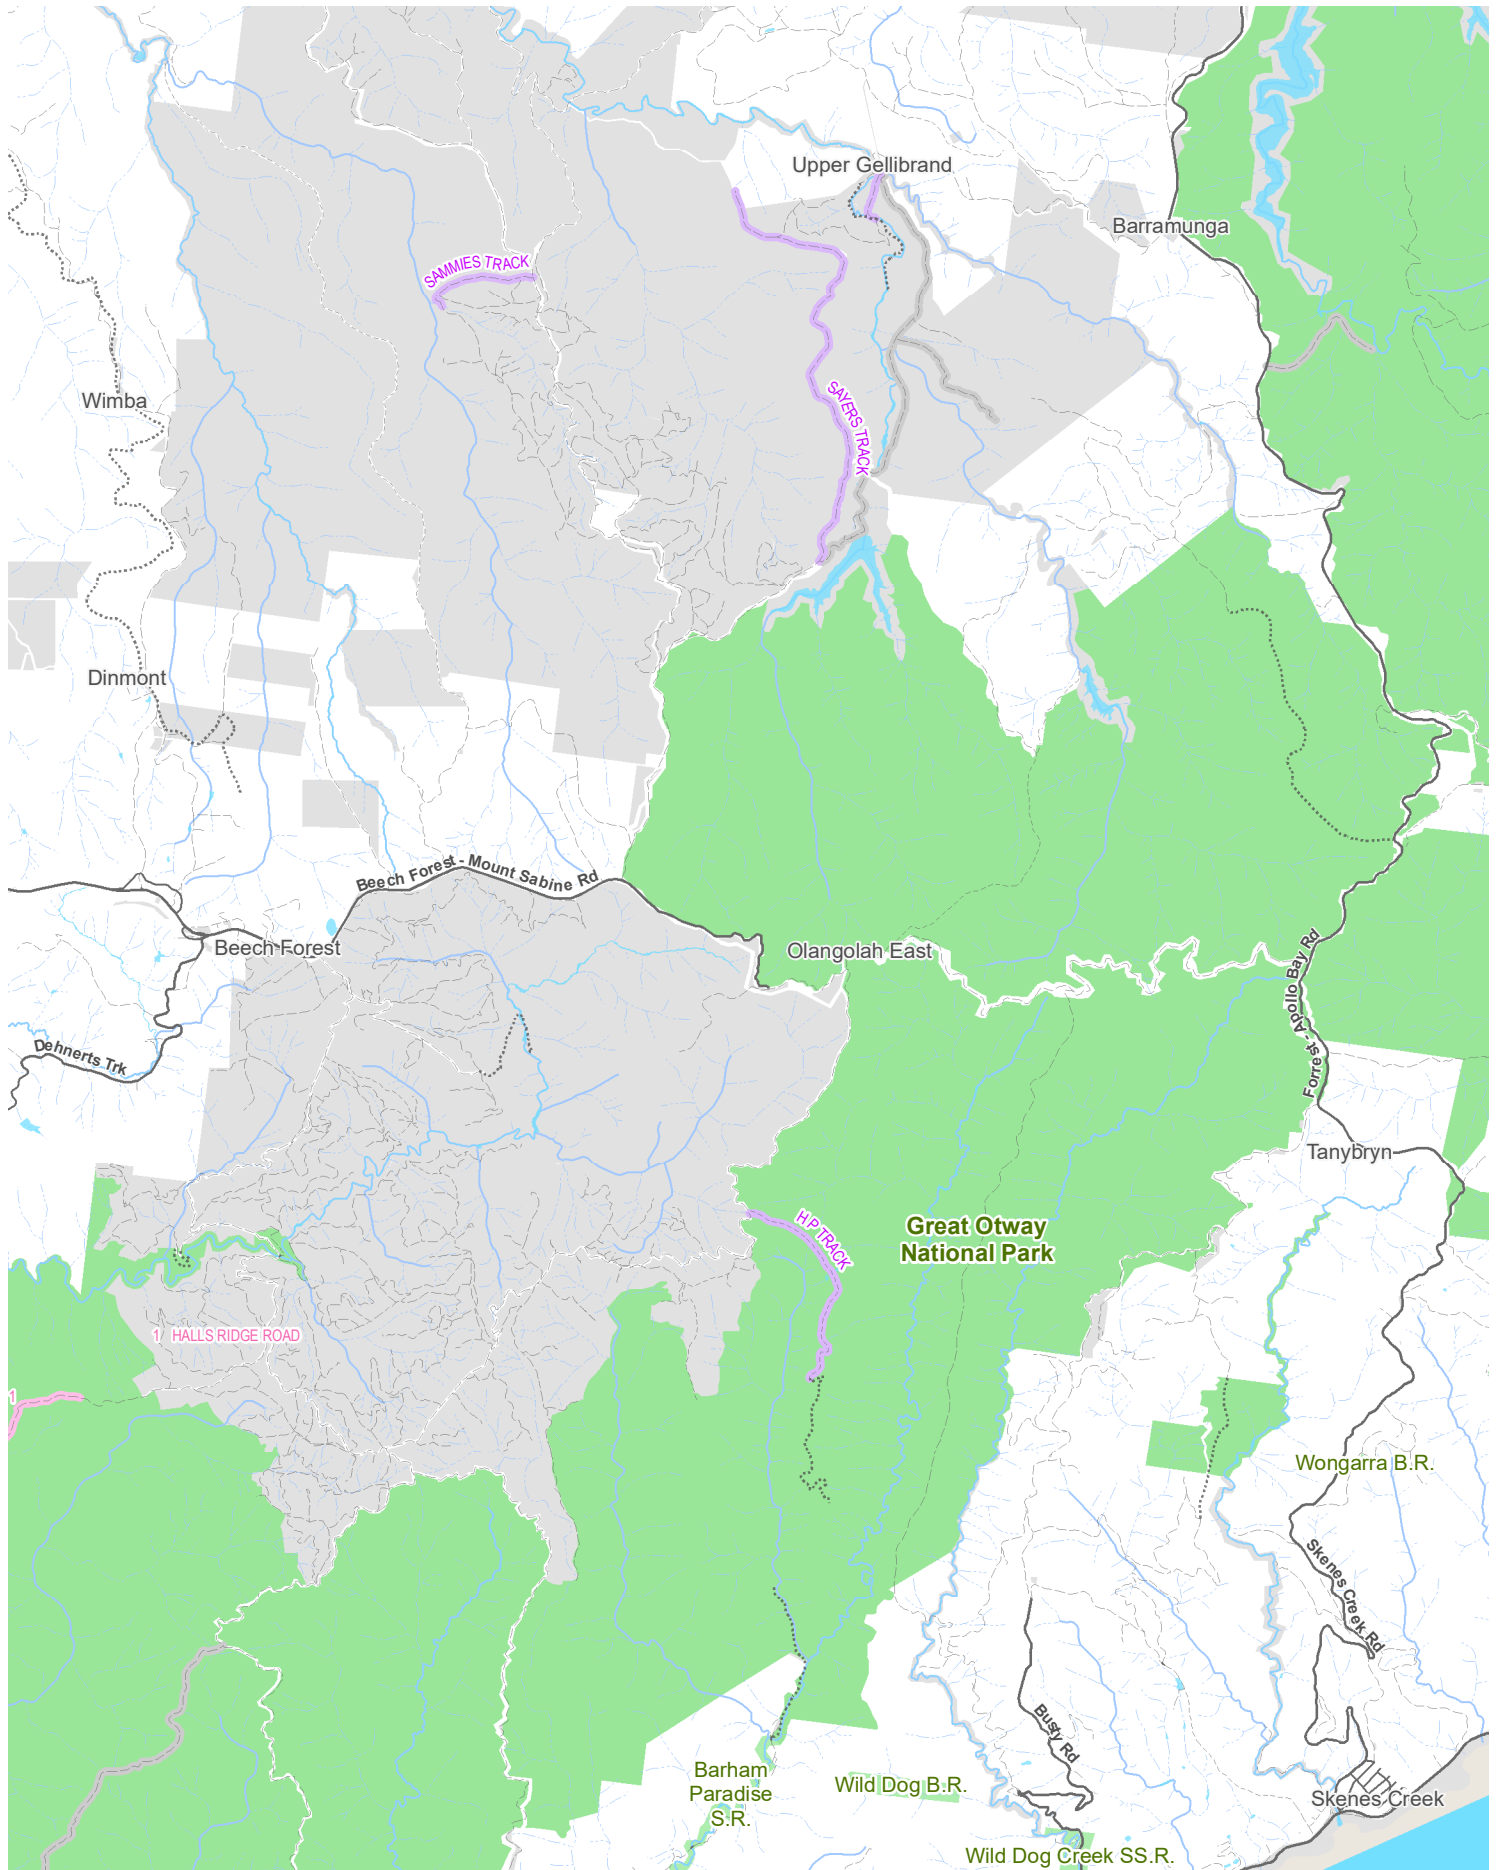 Upper Gellibrand
Barramunga
SAMMIES TRACK
Wimba
SAYERS TRACK
Dinmont
Beech Forest - Mount Sabine Rd
Beech Forest
Olangolah East
Forrest - Apollo Bay Rd
Dehnerts Trk
Tanybryn
H P TRACK
Great Otway
National Park
1 HALLS RIDGE ROAD
1
Wongarra B.R.
Skenes Creek Rd
Busty Rd
Barham
Paradise
S.R.
Wild Dog B.R.
Skenes Creek
Wild Dog Creek SS.R.